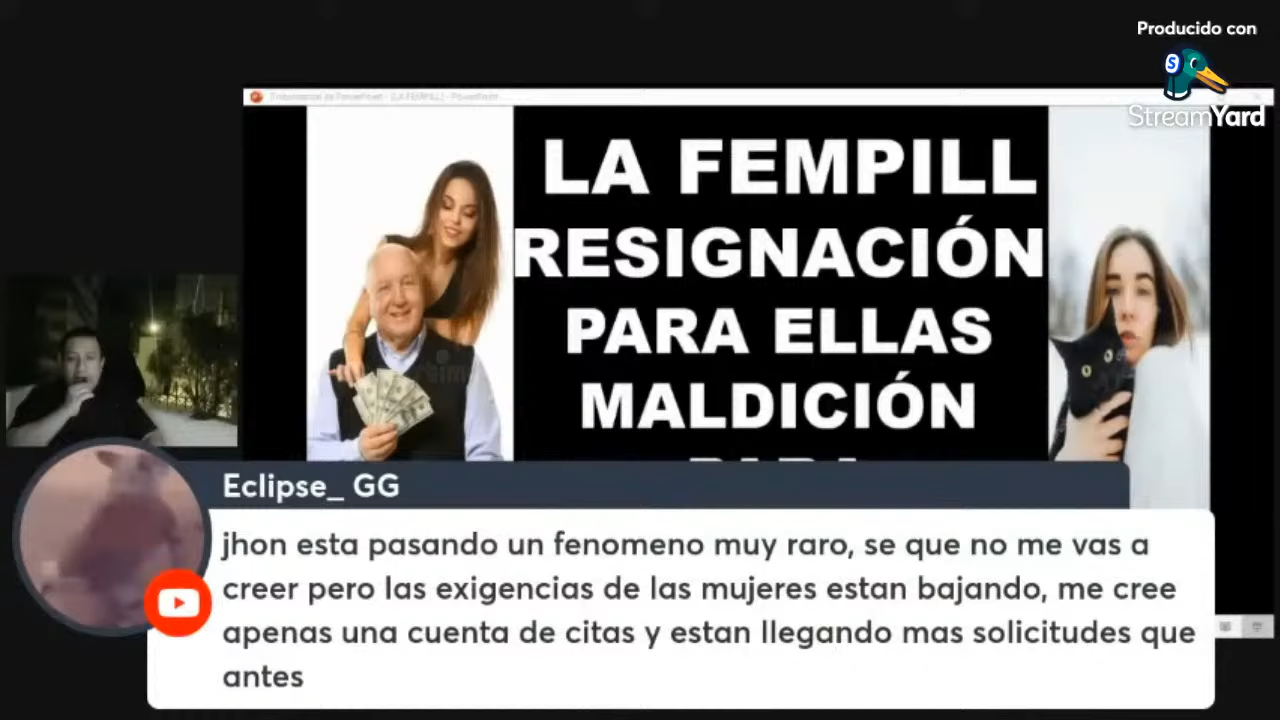 Producido con
StreamYard
LA FEMPILL
RESIGNACIÓN
PARA ELLAS
MALDICIÓN
Eclipse_ GG
jhon esta pasando un fenomeno muy raro, se que no me vas a
creer pero las exigencias de las mujeres estan bajando, me cree
apenas una cuenta de citas y estan llegando mas solicitudes que
antes